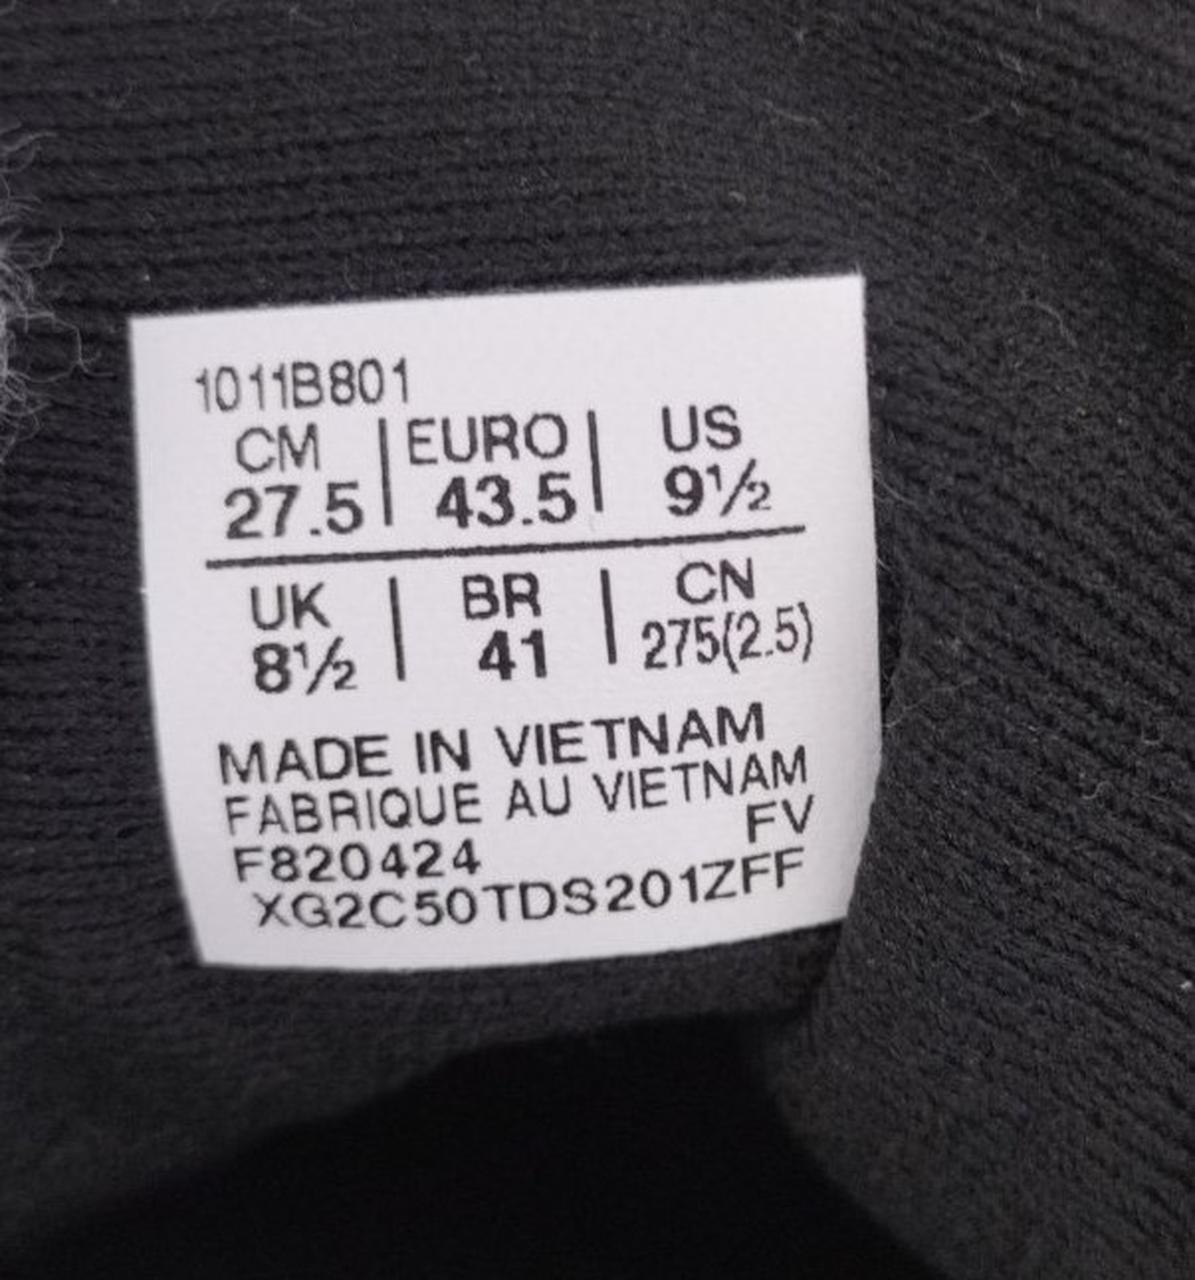 1011B801
CM | EURO | US
27.5 | 43.5 | 9½
UK | BR | CN
8½ | 41 | 275(2.5)
MADE IN VIETNAM
FABRIQUE AU VIETNAM
FV
F820424
XG2C50TDS201ZFF